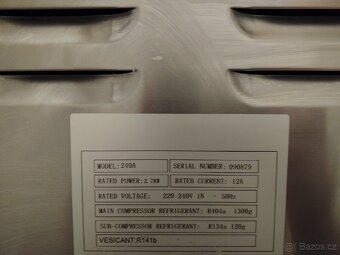 MODEL:240A SERIAL NUMBER: 090879
RATED POWER:2.7KW RATED CURRENT: 12A
RATED VOLTAGE: 220-240V 1N ~ 50Hz
MAIN COMPRESSOR REFRIGERANT: R404a 1300g
SUB-COMPRESSOR REFRIGERANT: R134a 120g
VESICANT:R141b
Bazos.cz